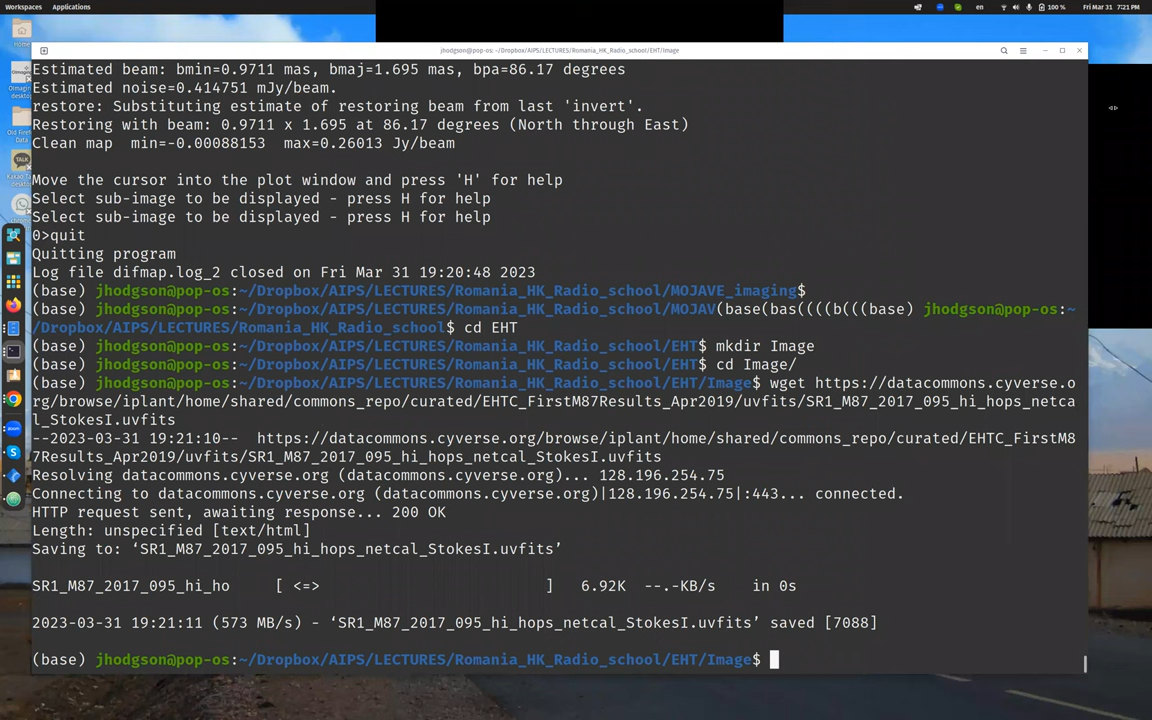 Workspaces Applications en 100 % Fri Mar 31 7:21 PM
jhodgson@pop-os: ~/Dropbox/AIPS/LECTURES/Romania_HK_Radio_school/EHT/Image
Home
Old Firef
Data
TALK
Estimated beam: bmin=0.9711 mas, bmaj=1.695 mas, bpa=86.17 degrees
Estimated noise=0.414751 mJy/beam.
restore: Substituting estimate of restoring beam from last 'invert'.
Restoring with beam: 0.9711 x 1.695 at 86.17 degrees (North through East)
Clean map  min=-0.00088153  max=0.26013 Jy/beam
Move the cursor into the plot window and press 'H' for help
Select sub-image to be displayed - press H for help
Select sub-image to be displayed - press H for help
0>quit
Quitting program
Log file difmap.log_2 closed on Fri Mar 31 19:20:48 2023
(base) jhodgson@pop-os:~/Dropbox/AIPS/LECTURES/Romania_HK_Radio_school/MOJAVE_imaging$
(base) jhodgson@pop-os:~/Dropbox/AIPS/LECTURES/Romania_HK_Radio_school/MOJAV(base(bas((((b(((base) jhodgson@pop-os:~
/Dropbox/AIPS/LECTURES/Romania_HK_Radio_school$ cd EHT
(base) jhodgson@pop-os:~/Dropbox/AIPS/LECTURES/Romania_HK_Radio_school/EHT$ mkdir Image
(base) jhodgson@pop-os:~/Dropbox/AIPS/LECTURES/Romania_HK_Radio_school/EHT$ cd Image/
(base) jhodgson@pop-os:~/Dropbox/AIPS/LECTURES/Romania_HK_Radio_school/EHT/Image$ wget https://datacommons.cyverse.o
rg/browse/iplant/home/shared/commons_repo/curated/EHTC_FirstM87Results_Apr2019/uvfits/SR1_M87_2017_095_hi_hops_netca
l_StokesI.uvfits
--2023-03-31 19:21:10--  https://datacommons.cyverse.org/browse/iplant/home/shared/commons_repo/curated/EHTC_FirstM8
7Results_Apr2019/uvfits/SR1_M87_2017_095_hi_hops_netcal_StokesI.uvfits
Resolving datacommons.cyverse.org (datacommons.cyverse.org)... 128.196.254.75
Connecting to datacommons.cyverse.org (datacommons.cyverse.org)|128.196.254.75|:443... connected.
HTTP request sent, awaiting response... 200 OK
Length: unspecified [text/html]
Saving to: ‘SR1_M87_2017_095_hi_hops_netcal_StokesI.uvfits’
SR1_M87_2017_095_hi_ho     [ <=>                          ]   6.92K  --.-KB/s    in 0s
2023-03-31 19:21:11 (573 MB/s) - ‘SR1_M87_2017_095_hi_hops_netcal_StokesI.uvfits’ saved [7088]
(base) jhodgson@pop-os:~/Dropbox/AIPS/LECTURES/Romania_HK_Radio_school/EHT/Image$